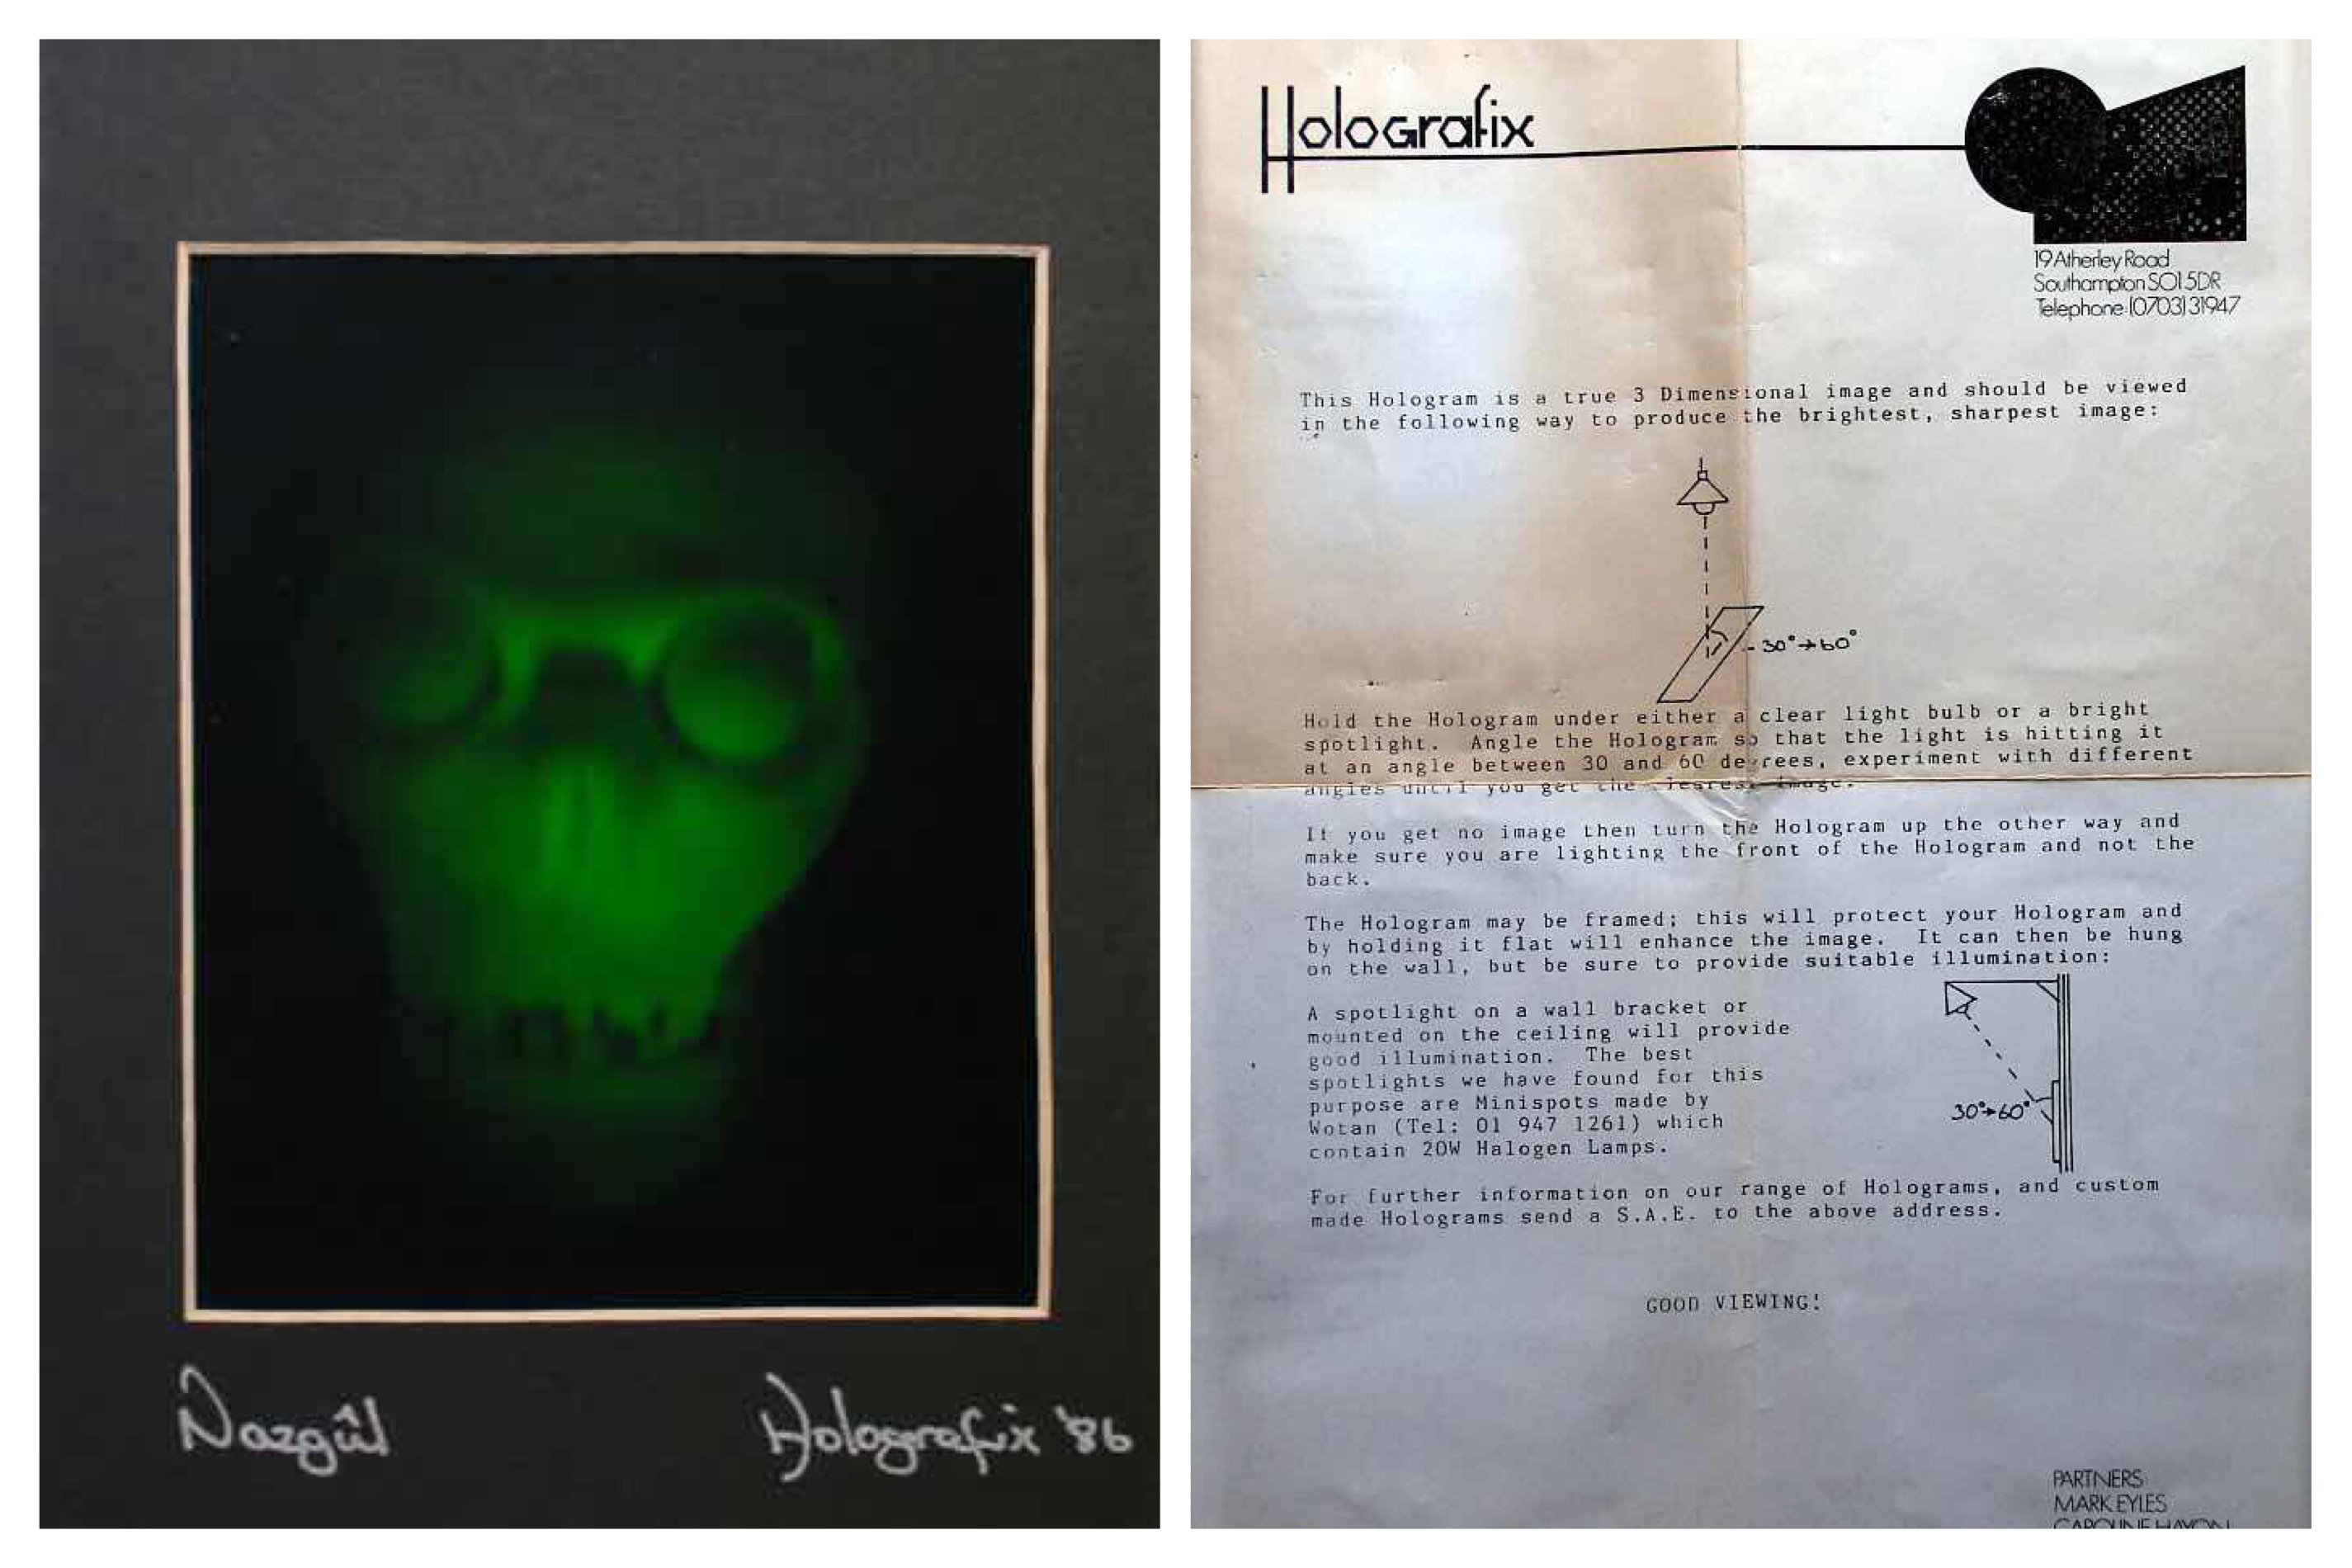 Nazgûl
Holografix '86
Holografix
19 Atherley Road
Southampton SO1 5DR
Telephone (0703) 31947
This Hologram is a true 3 Dimensional image and should be viewed
in the following way to produce the brightest, sharpest image:
30°→60°
Hold the Hologram under either a clear light bulb or a bright
spotlight. Angle the Hologram so that the light is hitting it
at an angle between 30 and 60 degrees, experiment with different
angles until you get the clearest image.
If you get no image then turn the Hologram up the other way and
make sure you are lighting the front of the Hologram and not the
back.
The Hologram may be framed; this will protect your Hologram and
by holding it flat will enhance the image. It can then be hung
on the wall, but be sure to provide suitable illumination:
A spotlight on a wall bracket or
mounted on the ceiling will provide
good illumination. The best
spotlights we have found for this
purpose are Minispots made by
Wotan (Tel: 01 947 1261) which
contain 20W Halogen Lamps.
30°→60°
For further information on our range of Holograms, and custom
made Holograms send a S.A.E. to the above address.
GOOD VIEWING!
PARTNERS
MARK EYLES
CAROLINE HAYON